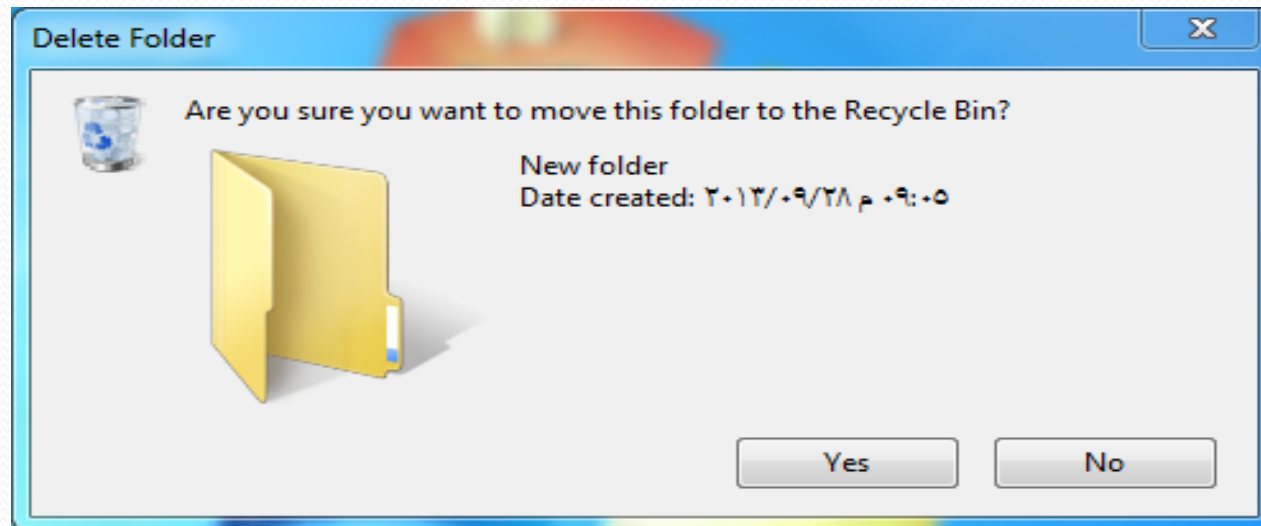 Delete Folder
Are you sure you want to move this folder to the Recycle Bin?
New folder
Date created: ٢٠١٣/٠٩/٢٨ م ٠٩:٠٥
Yes
No